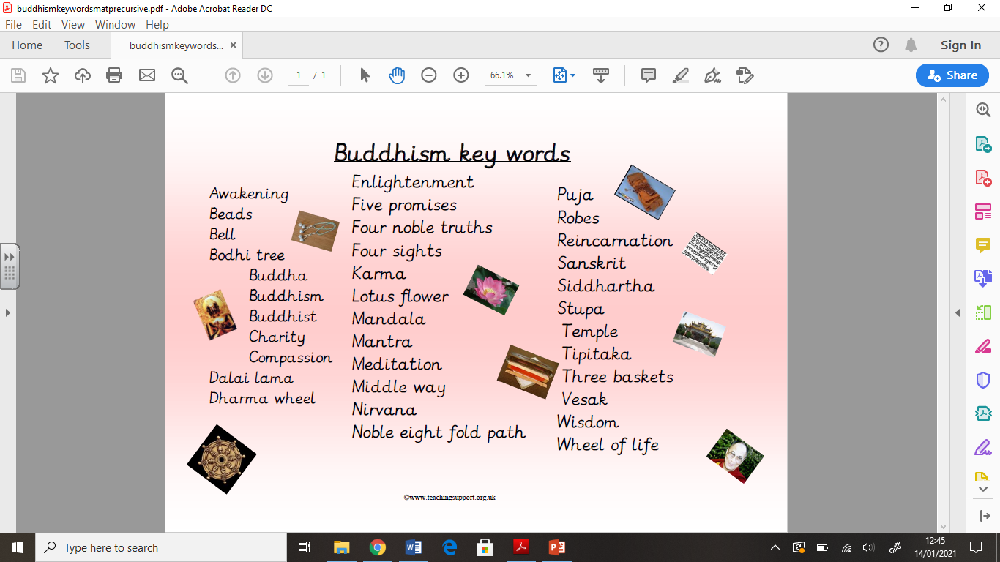 buddhismkeywordsmatprecursive.pdf - Adobe Acrobat Reader DC
File Edit View Window Help
Home Tools buddhismkeywords... ×
Sign In
1 / 1 66.1% Share
Buddhism key words
Awakening
Beads
Bell
Bodhi tree
Buddha
Buddhism
Buddhist
Charity
Compassion
Dalai lama
Dharma wheel
Enlightenment
Five promises
Four noble truths
Four sights
Karma
Lotus flower
Mandala
Mantra
Meditation
Middle way
Nirvana
Noble eight fold path
Puja
Robes
Reincarnation
Sanskrit
Siddhartha
Stupa
Temple
Tipitaka
Three baskets
Vesak
Wisdom
Wheel of life
©www.teachingsupport.org.uk
Type here to search
12:45
14/01/2021